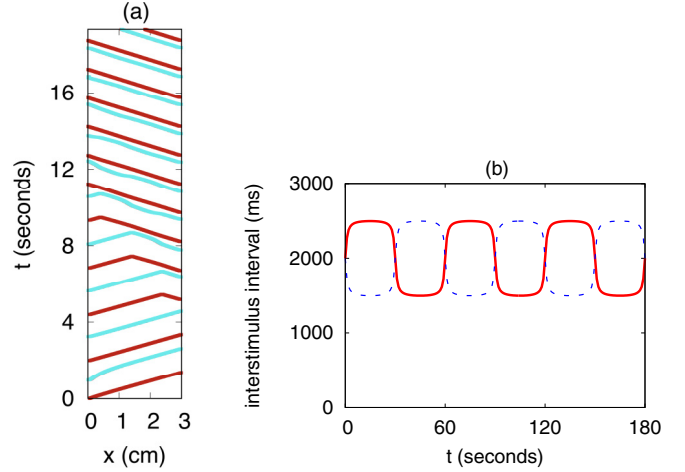 (a)
16
12
8
4
0
t (seconds)
0 1 2 3
x (cm)
(b)
3000
2000
1000
0
interstimulus interval (ms)
0 60 120 180
t (seconds)